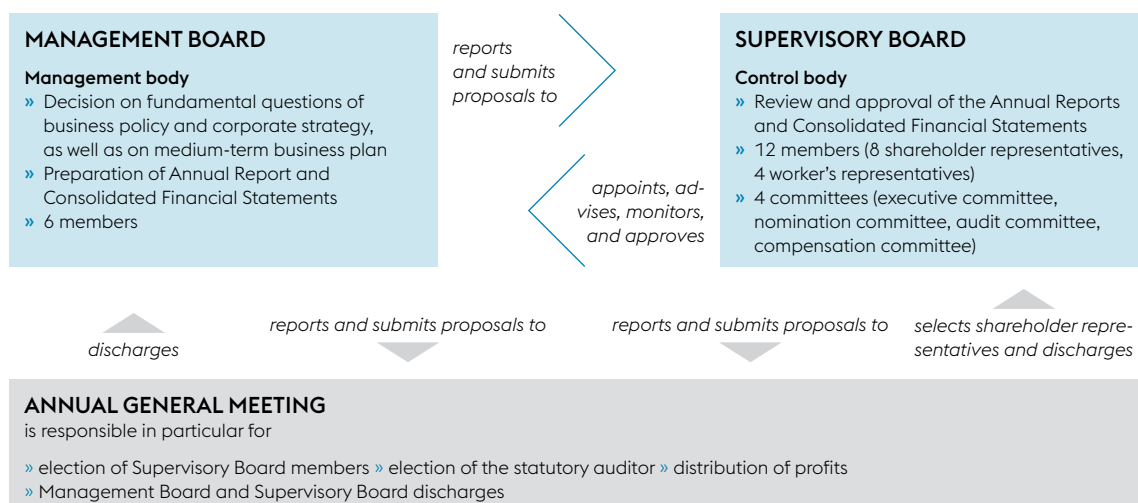 MANAGEMENT BOARD
Management body
» Decision on fundamental questions of
business policy and corporate strategy,
as well as on medium-term business plan
» Preparation of Annual Report and
Consolidated Financial Statements
» 6 members
reports
and submits
proposals to
appoints, ad-
vises, monitors,
and approves
SUPERVISORY BOARD
Control body
» Review and approval of the Annual Reports
and Consolidated Financial Statements
» 12 members (8 shareholder representatives,
4 worker's representatives)
» 4 committees (executive committee,
nomination committee, audit committee,
compensation committee)
discharges
reports and submits proposals to
reports and submits proposals to
selects shareholder repre-
sentatives and discharges
ANNUAL GENERAL MEETING
is responsible in particular for
» election of Supervisory Board members » election of the statutory auditor » distribution of profits
» Management Board and Supervisory Board discharges